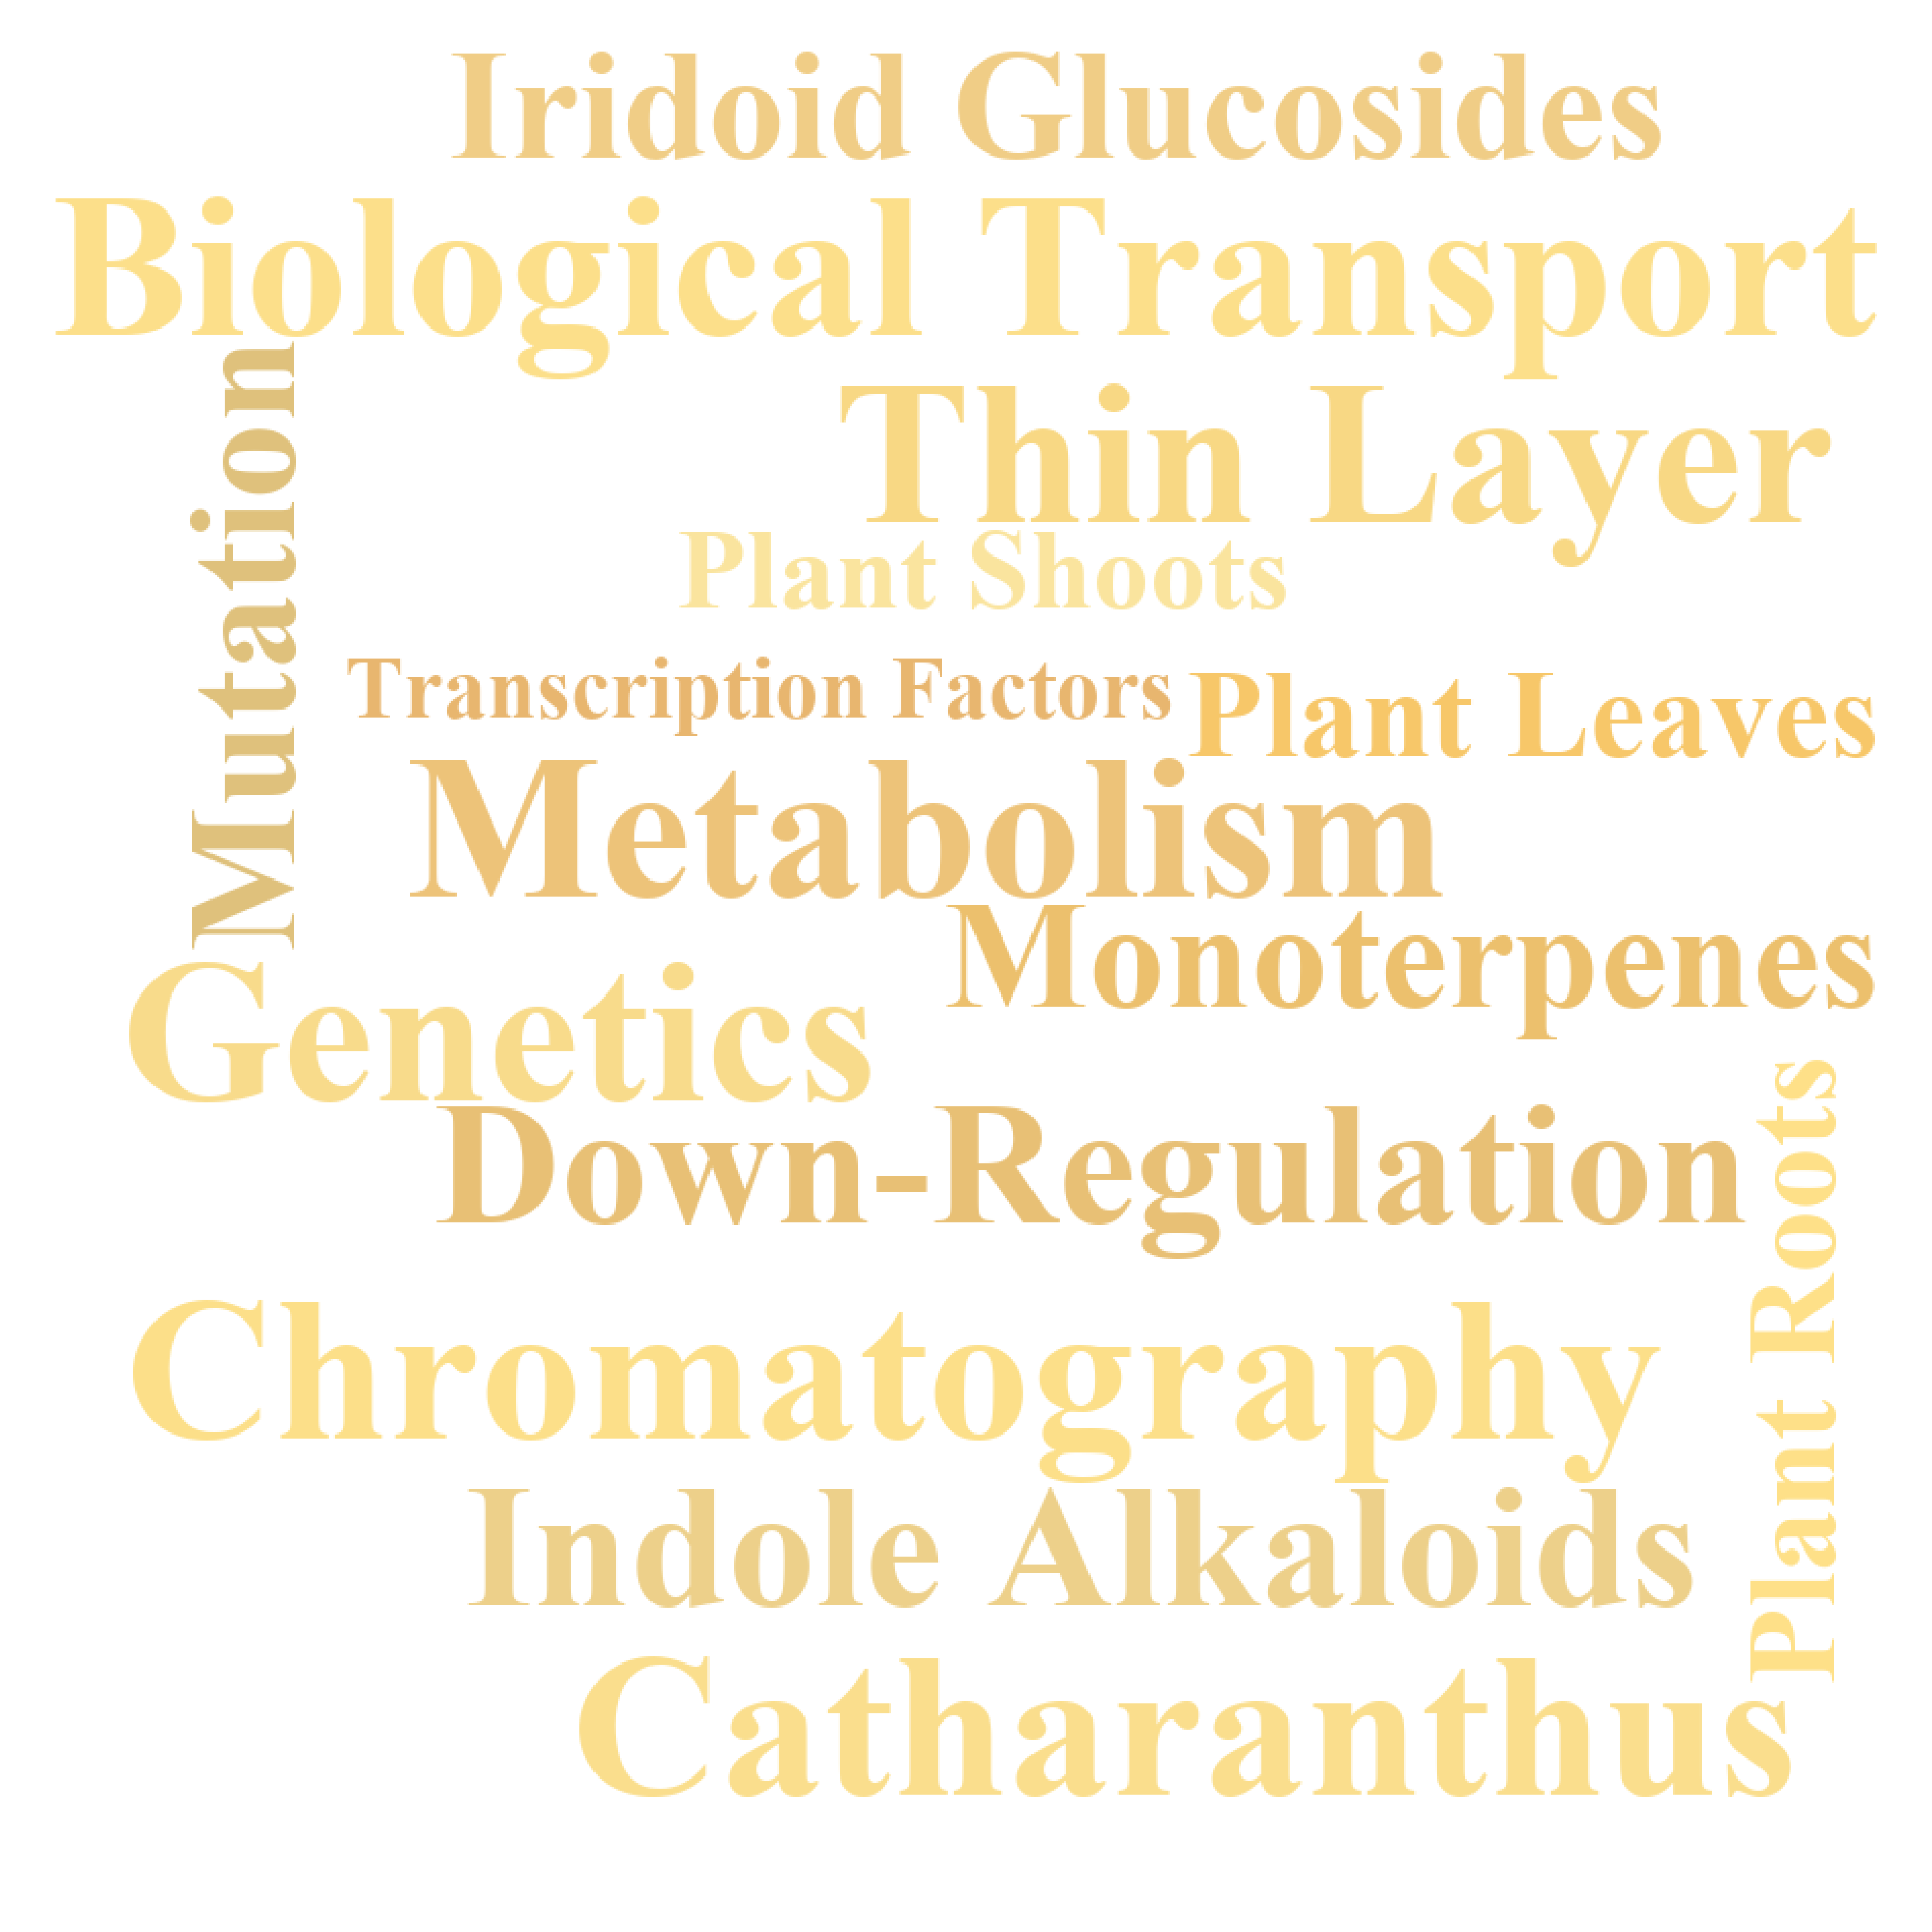 Iridoid Glucosides
Biological Transport
Mutation
Thin Layer
Plant Shoots
Transcription Factors
Plant Leaves
Metabolism
Monoterpenes
Genetics
Down-Regulation
Plant Roots
Chromatography
Indole Alkaloids
Catharanthus